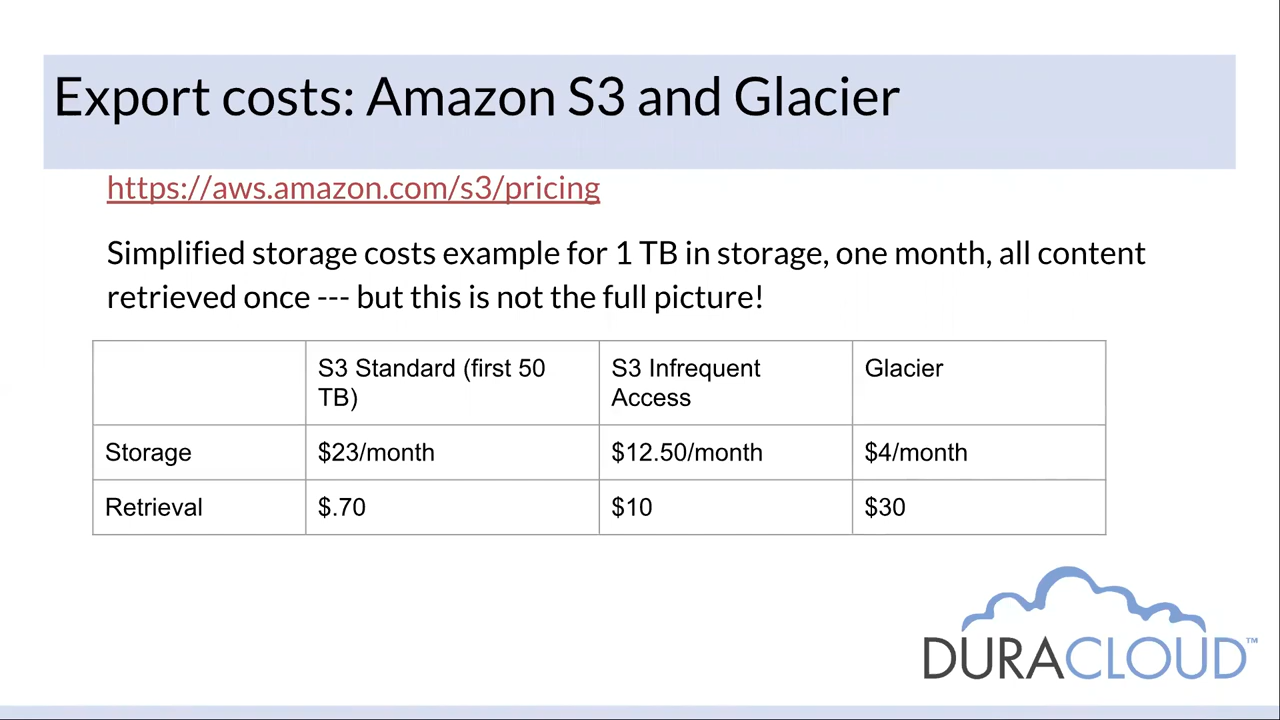 Export costs: Amazon S3 and Glacier
https://aws.amazon.com/s3/pricing
Simplified storage costs example for 1 TB in storage, one month, all content
retrieved once --- but this is not the full picture!
S3 Standard (first 50
TB)
S3 Infrequent
Access
Glacier
Storage
$23/month
$12.50/month
$4/month
Retrieval
$.70
$10
$30
DURACLOUD™